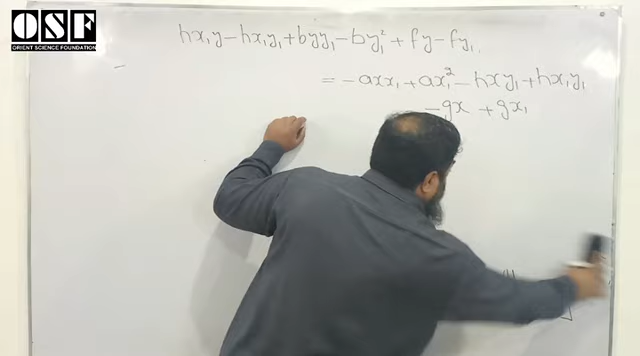 OSF
ORIENT SCIENCE FOUNDATION
hx₁y - hx₁y₁ + byy₁ - by₁² + fy - fy₁
= -axx₁ + ax₁² - hxy₁ + hx₁y₁
-gx + gx₁